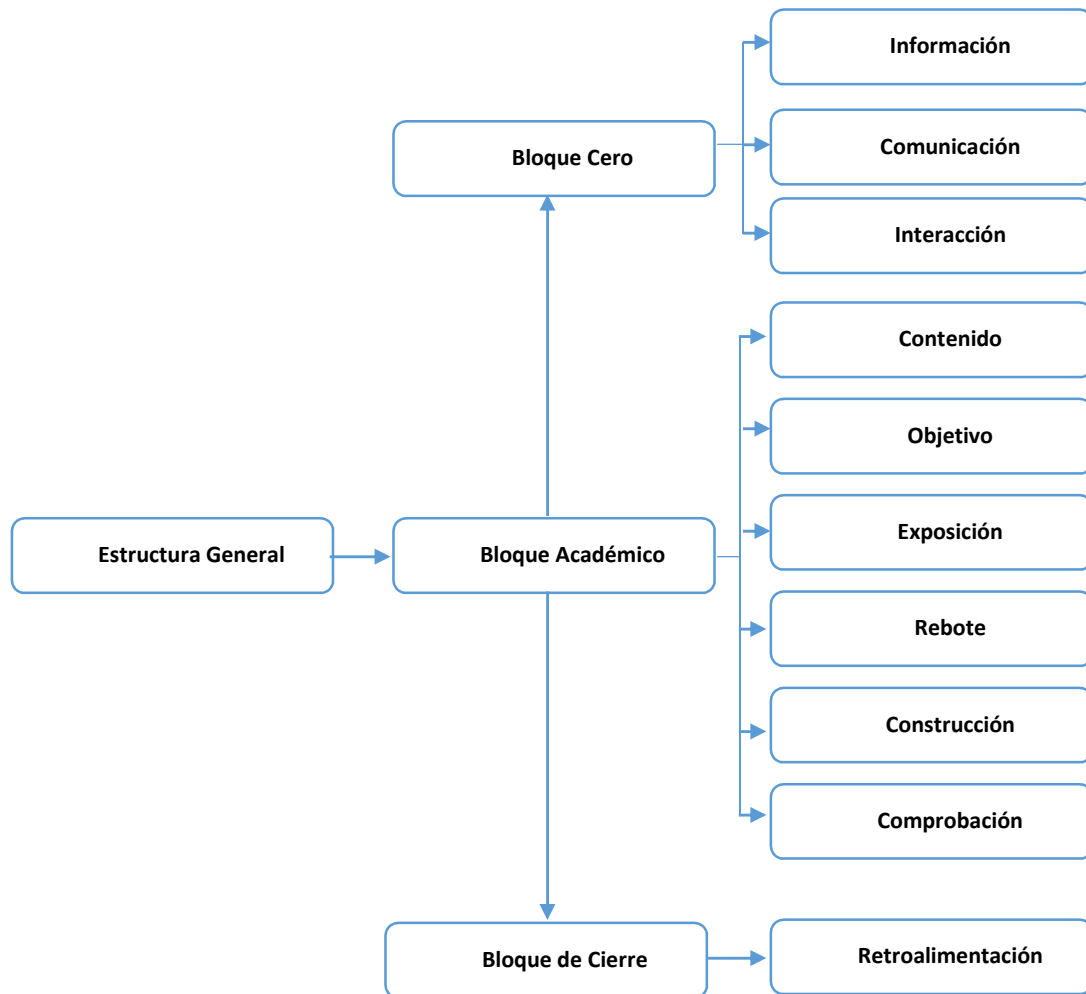 Información
Comunicación
Bloque Cero
Interacción
Contenido
Objetivo
Exposición
Estructura General
Bloque Académico
Rebote
Construcción
Comprobación
Bloque de Cierre
Retroalimentación